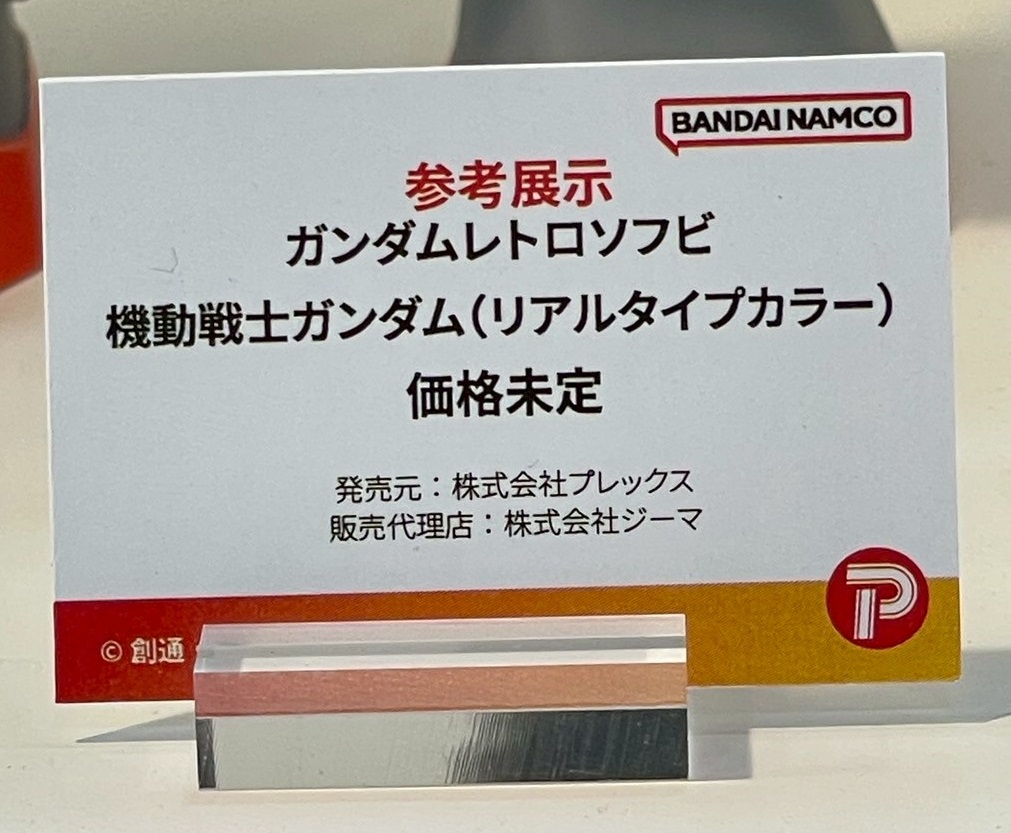 BANDAI NAMCO
参考展示
ガンダムレトロソフビ
機動戦士ガンダム(リアルタイプカラー)
価格未定
発売元：株式会社プレックス
販売代理店：株式会社ジーマ
P
© 創通